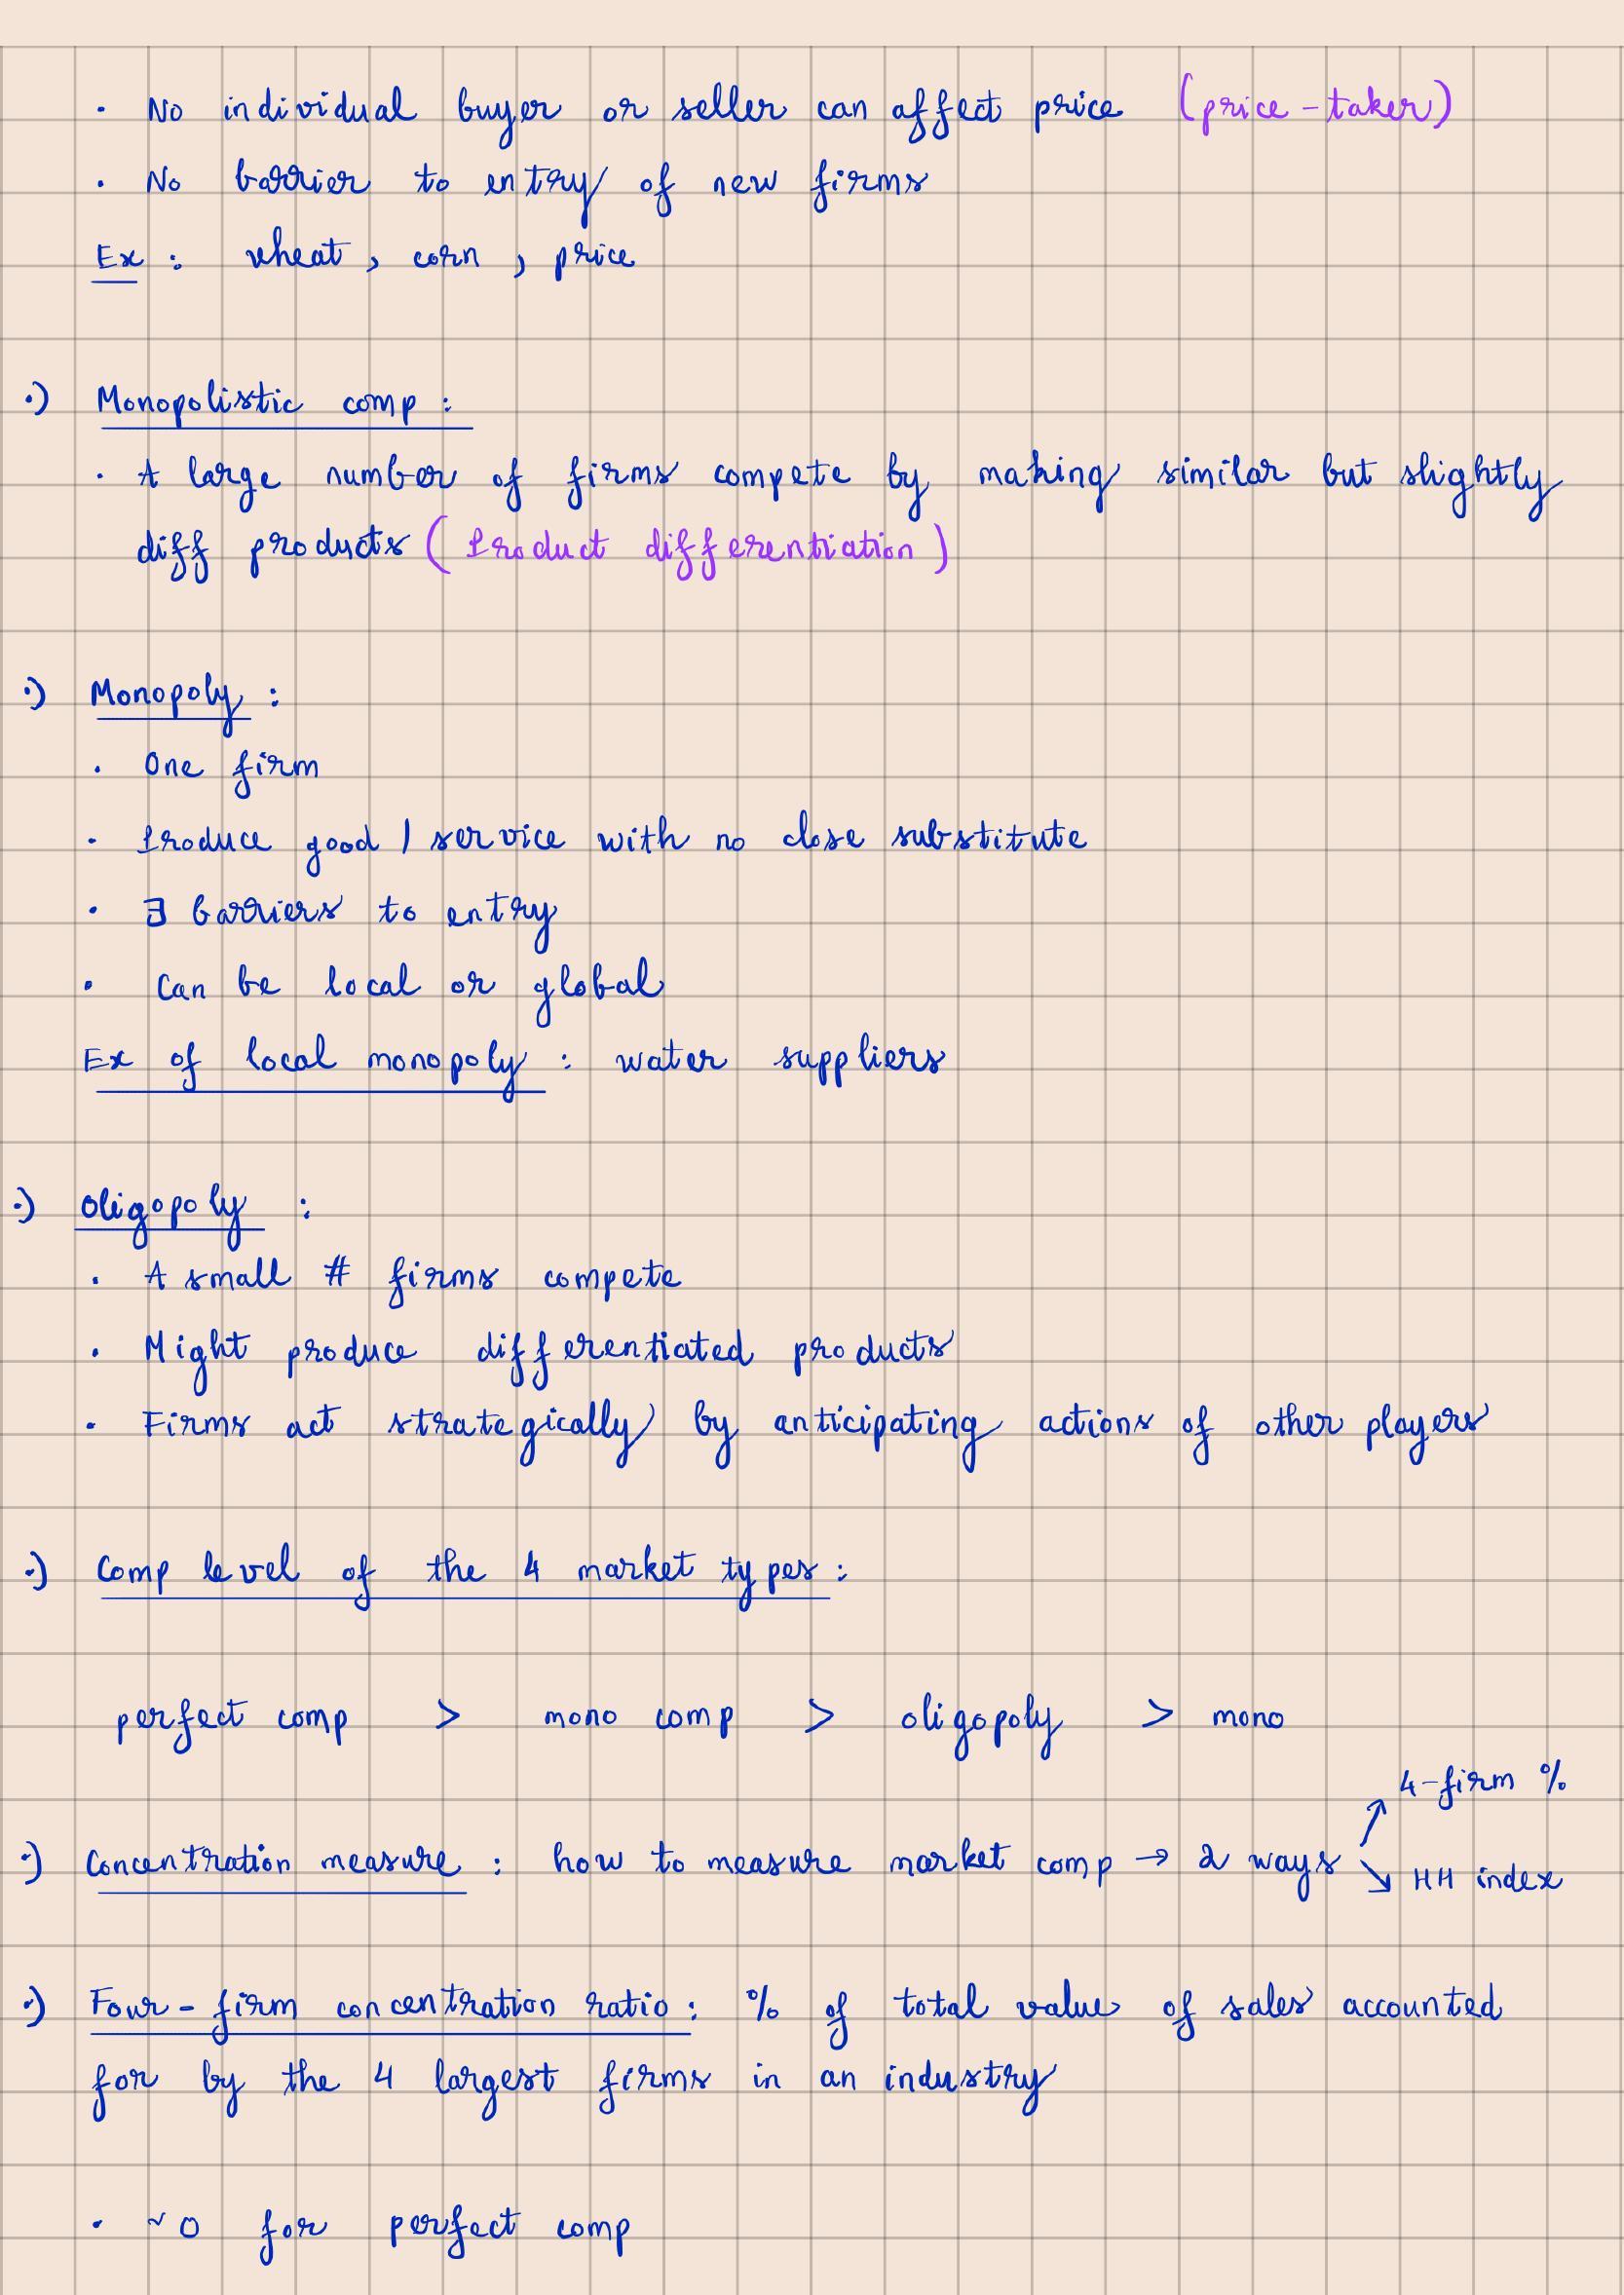 · No individual buyer or seller can affect price (price-taker)
· No barrier to entry of new firms
Ex : wheat, corn, price
·) Monopolistic comp :
· A large number of firms compete by making similar but slightly
diff products (Product differentiation)
·) Monopoly :
· One firm
· Produce good / service with no close substitute
· ∃ barriers to entry
· Can be local or global
Ex of local monopoly : water suppliers
·) Oligopoly :
· A small # firms compete
· Might produce differentiated products
· Firms act strategically by anticipating actions of other players
·) Comp level of the 4 market types :
perfect comp > mono comp > oligopoly > mono
·) Concentration measure : how to measure market comp → 2 ways ↗ 4-firm %
↘ HH index
·) Four-firm concentration ratio : % of total value of sales accounted
for by the 4 largest firms in an industry
· ~0 for perfect comp